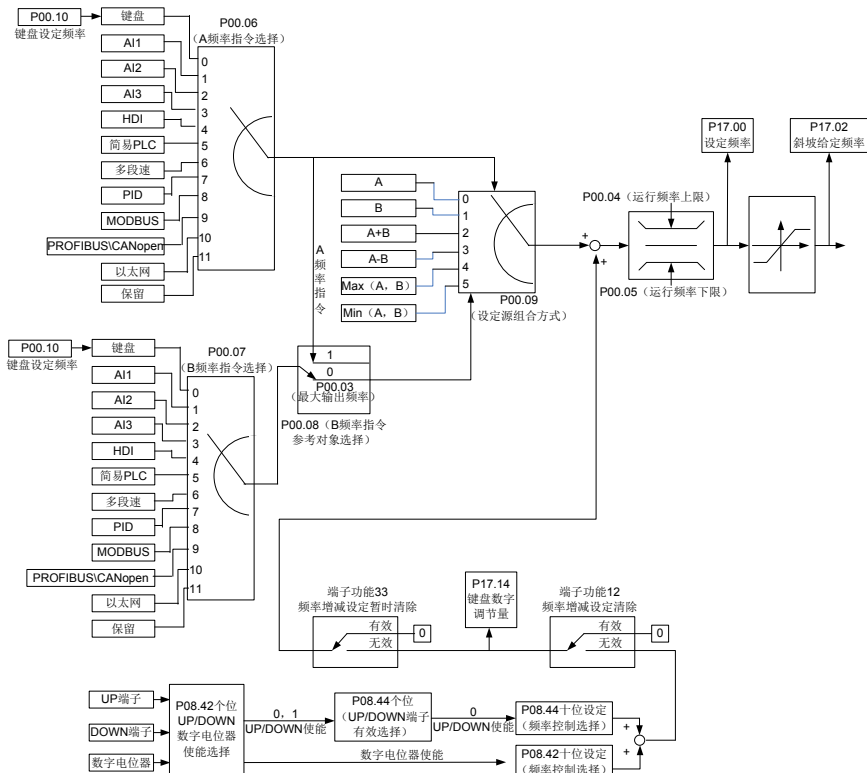 P00.10
键盘设定频率
键盘
AI1
AI2
AI3
HDI
简易PLC
多段速
PID
MODBUS
PROFIBUS\CANopen
以太网
保留
P00.06
（A频率指令选择）
0
1
2
3
4
5
6
7
8
9
10
11
A频率指令
A
B
A+B
A-B
Max（A，B）
Min（A，B）
0
1
2
3
4
5
P00.09
（设定源组合方式）
+
+
P00.04（运行频率上限）
P00.05（运行频率下限）
P17.00
设定频率
P17.02
斜坡给定频率
P00.10
键盘设定频率
键盘
AI1
AI2
AI3
HDI
简易PLC
多段速
PID
MODBUS
PROFIBUS\CANopen
以太网
保留
P00.07
（B频率指令选择）
0
1
2
3
4
5
6
7
8
9
10
11
1
0
P00.03
（最大输出频率）
P00.08（B频率指令
参考对象选择）
端子功能33
频率增减设定暂时清除
有效
无效
0
P17.14
键盘数字
调节量
端子功能12
频率增减设定清除
有效
无效
0
UP端子
DOWN端子
数字电位器
P08.42个位
UP/DOWN
数字电位器
使能选择
0，1
UP/DOWN使能
P08.44个位
（UP/DOWN端子
有效选择）
0
UP/DOWN使能
P08.44十位设定
（频率控制选择）
数字电位器使能
P08.42十位设定
（频率控制选择）
+
+